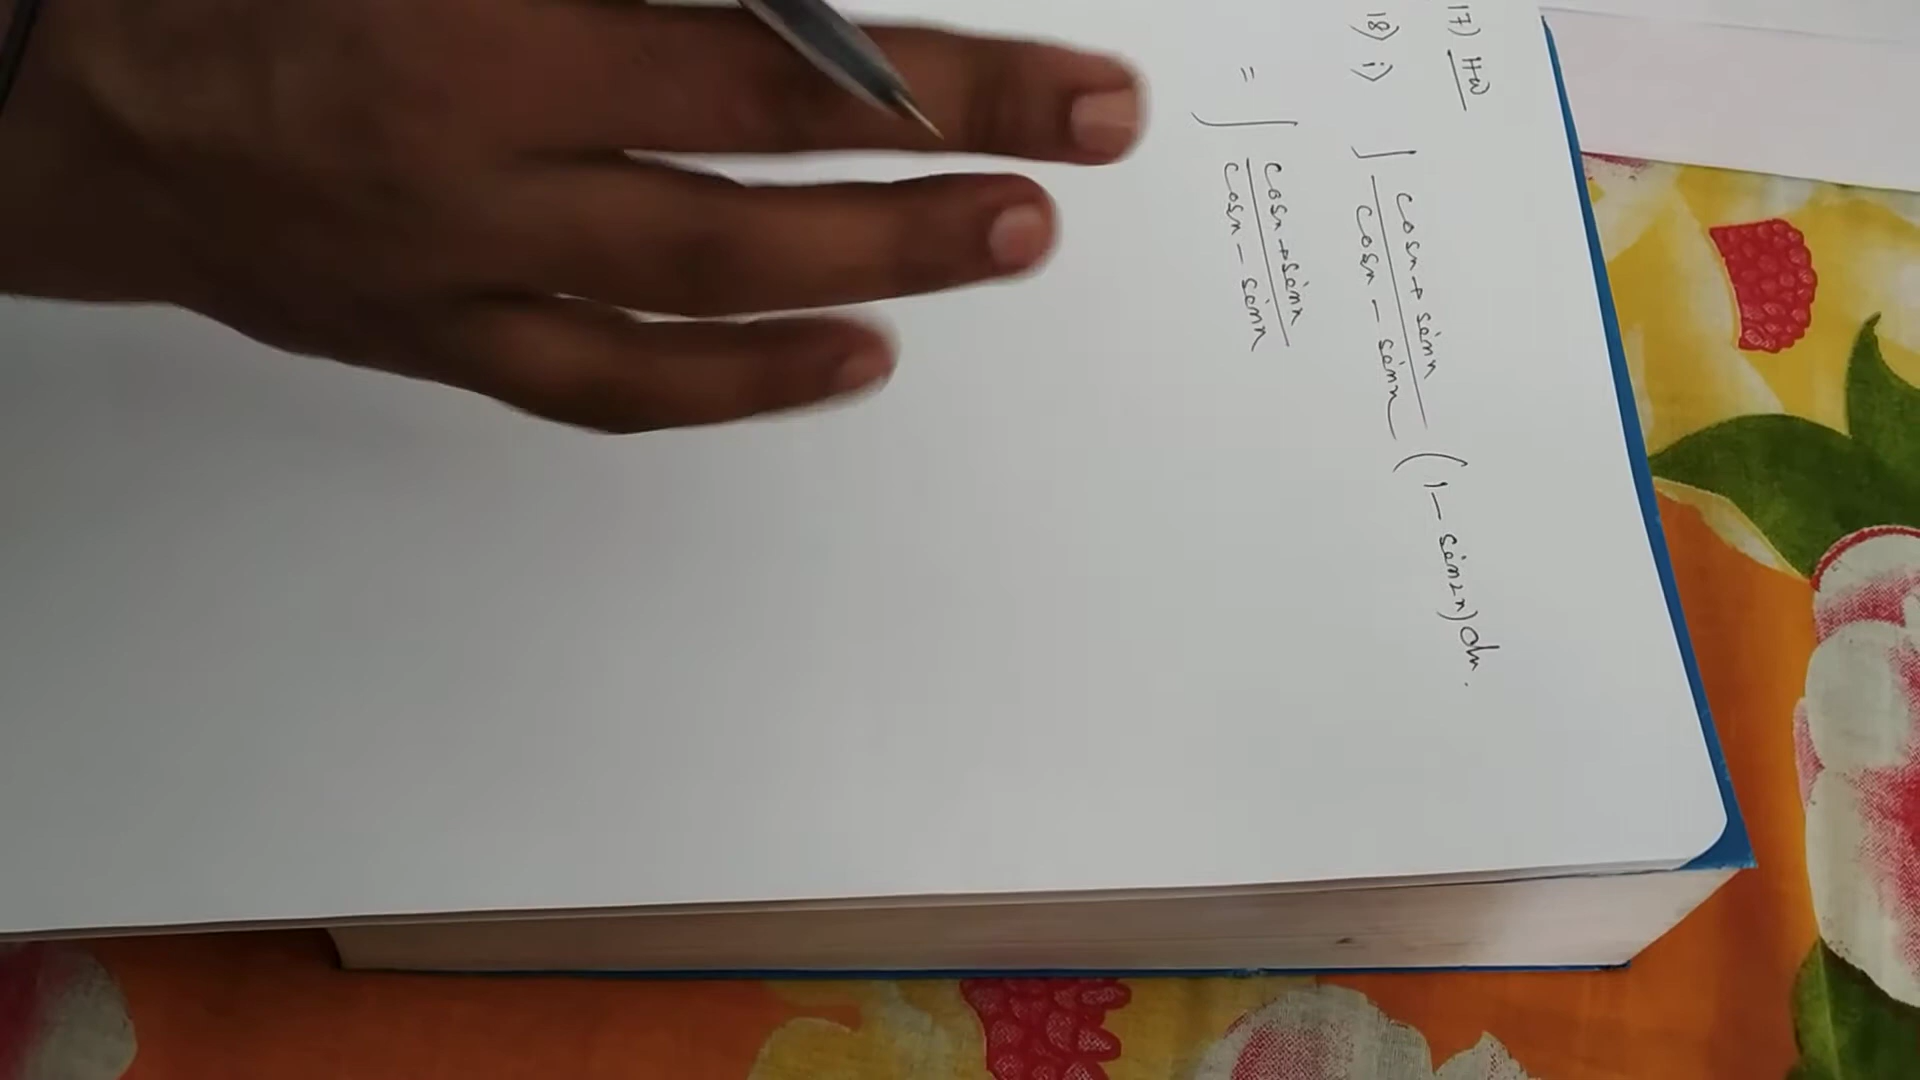 17) HW
18) i) ∫ (cosx + sinx)/(cosx - sinx) (1 - sin2x) dx.
= ∫ (cosx + sinx)/(cosx - sinx)